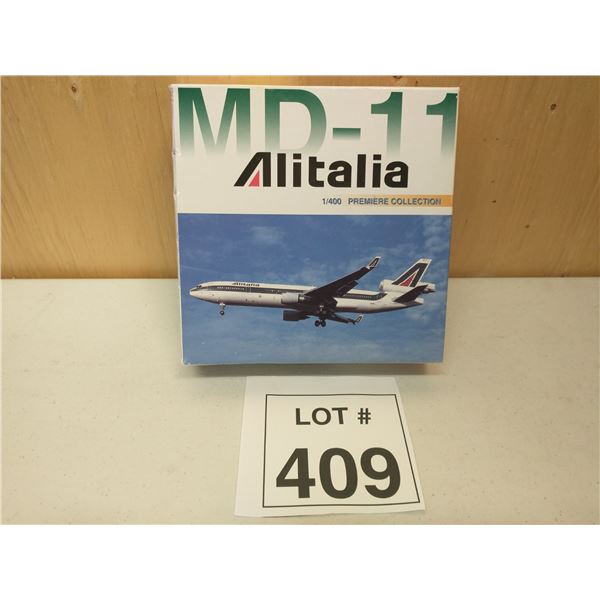 MD-11
Alitalia
1/400 PREMIERE COLLECTION
Alitalia
LOT #
409